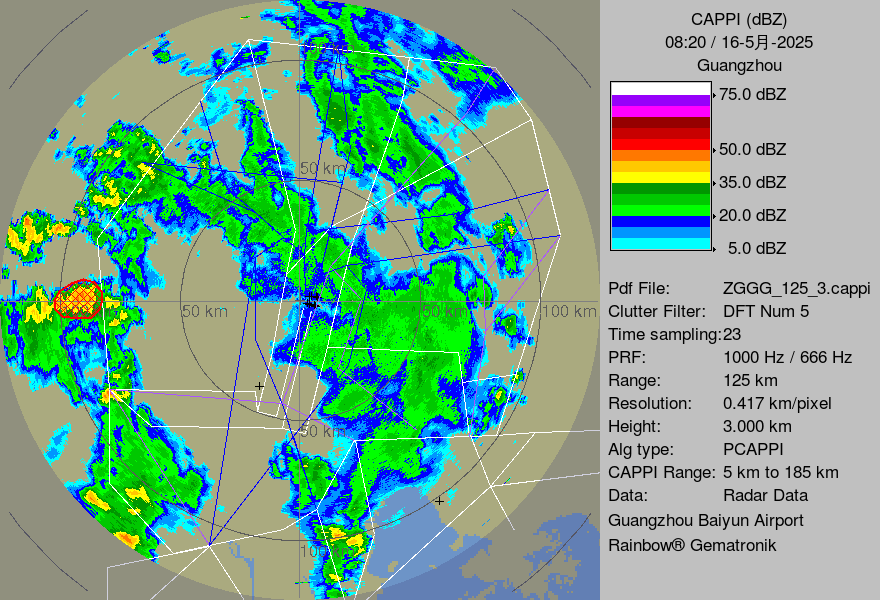 CAPPI (dBZ)
08:20 / 16-5月-2025
Guangzhou
75.0 dBZ
50.0 dBZ
35.0 dBZ
20.0 dBZ
5.0 dBZ
Pdf File: ZGGG_125_3.cappi
Clutter Filter: DFT Num 5
Time sampling:23
PRF: 1000 Hz / 666 Hz
Range: 125 km
Resolution: 0.417 km/pixel
Height: 3.000 km
Alg type: PCAPPI
CAPPI Range: 5 km to 185 km
Data: Radar Data
Guangzhou Baiyun Airport
Rainbow® Gematronik
50 km
50 km
50 km
100 km
50 km
100 km